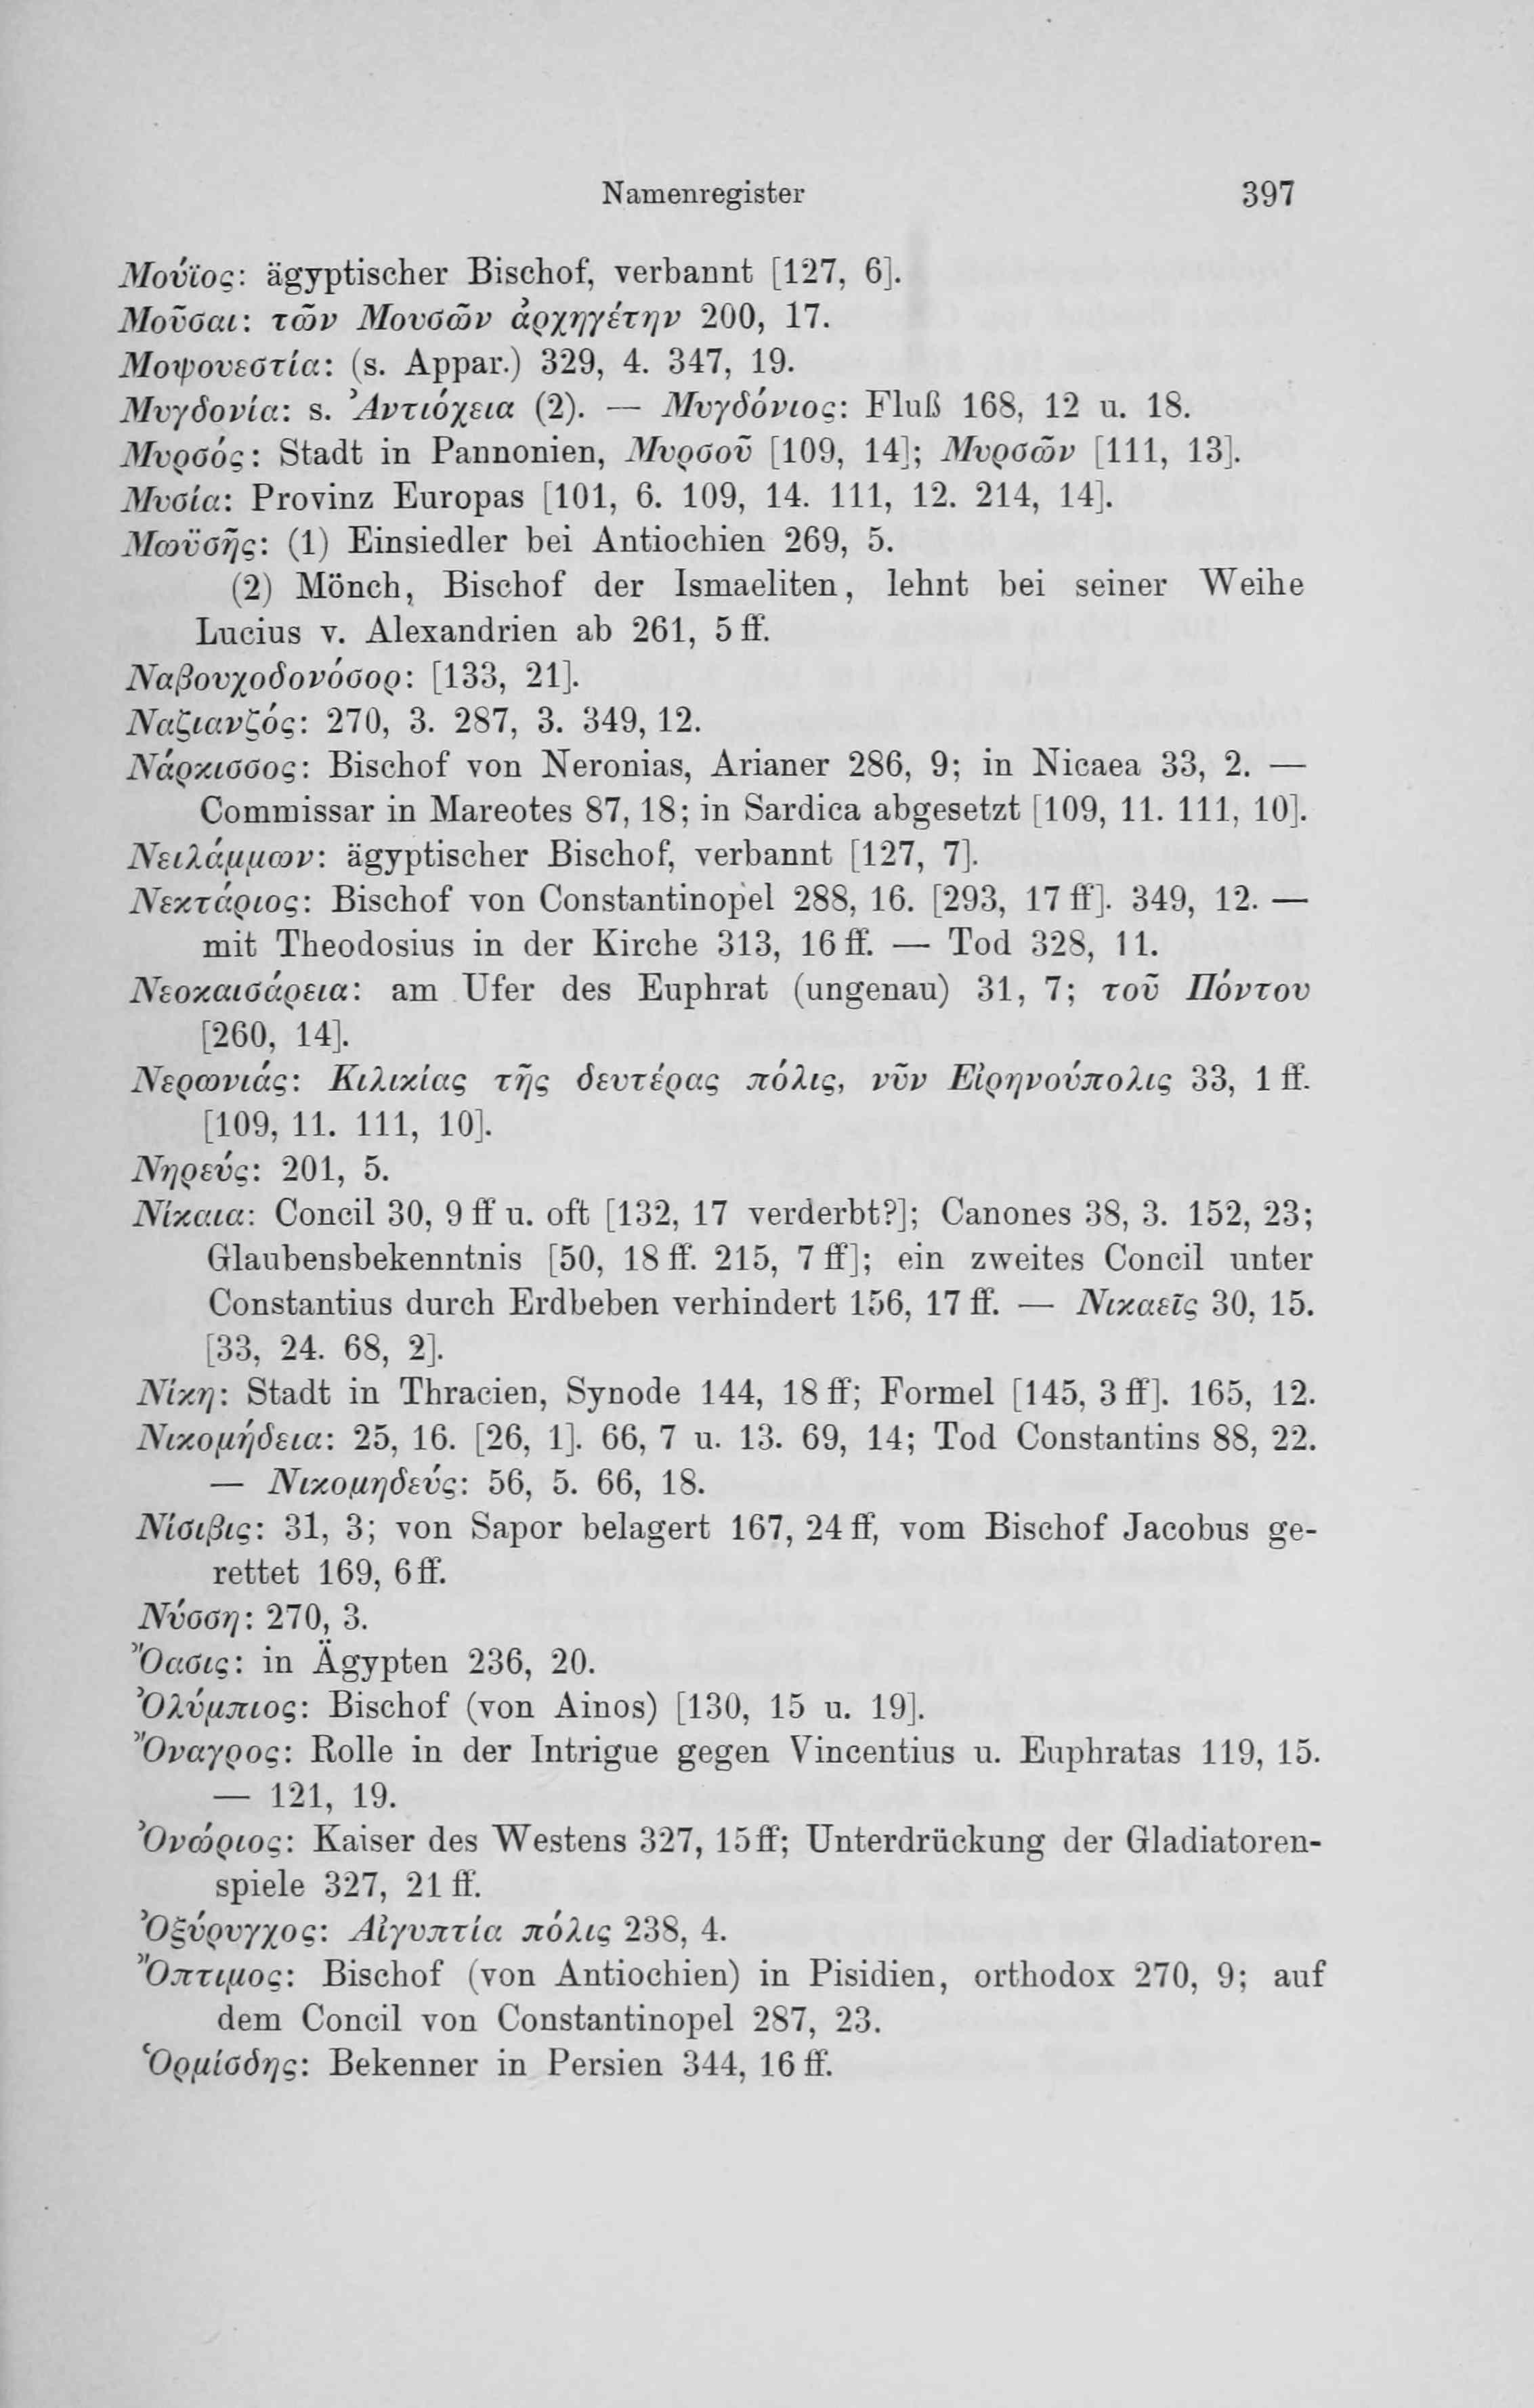 Namenregister 397
Μούϊος: ägyptischer Bischof, verbannt [127, 6].
Μοῦσαι: τῶν Μουσῶν ἀρχηγέτην 200, 17.
Μοψουεστία: (s. Appar.) 329, 4. 347, 19.
Μυγδονία: s. Ἀντιόχεια (2). — Μυγδόνιος: Fluß 168, 12 u. 18.
Μυρσός: Stadt in Pannonien, Μυρσοῦ [109, 14]; Μυρσῶν [111, 13].
Μυσία: Provinz Europas [101, 6. 109, 14. 111, 12. 214, 14].
Μωϋσῆς: (1) Einsiedler bei Antiochien 269, 5.
(2) Mönch, Bischof der Ismaeliten, lehnt bei seiner Weihe
Lucius v. Alexandrien ab 261, 5 ff.
Ναβουχοδονόσορ: [133, 21].
Ναζιανζός: 270, 3. 287, 3. 349, 12.
Νάρκισσος: Bischof von Neronias, Arianer 286, 9; in Nicaea 33, 2. —
Commissar in Mareotes 87, 18; in Sardica abgesetzt [109, 11. 111, 10].
Νειλάμμων: ägyptischer Bischof, verbannt [127, 7].
Νεκτάριος: Bischof von Constantinopel 288, 16. [293, 17 ff]. 349, 12. —
mit Theodosius in der Kirche 313, 16 ff. — Tod 328, 11.
Νεοκαισάρεια: am Ufer des Euphrat (ungenau) 31, 7; τοῦ Πόντου
[260, 14].
Νερωνιάς: Κιλικίας τῆς δευτέρας πόλις, νῦν Εἰρηνούπολις 33, 1 ff.
[109, 11. 111, 10].
Νηρεύς: 201, 5.
Νίκαια: Concil 30, 9 ff u. oft [132, 17 verderbt?]; Canones 38, 3. 152, 23;
Glaubensbekenntnis [50, 18 ff. 215, 7 ff]; ein zweites Concil unter
Constantius durch Erdbeben verhindert 156, 17 ff. — Νικαεῖς 30, 15.
[33, 24. 68, 2].
Νίκη: Stadt in Thracien, Synode 144, 18 ff; Formel [145, 3 ff]. 165, 12.
Νικομήδεια: 25, 16. [26, 1]. 66, 7 u. 13. 69, 14; Tod Constantins 88, 22.
— Νικομηδεύς: 56, 5. 66, 18.
Νίσιβις: 31, 3; von Sapor belagert 167, 24 ff, vom Bischof Jacobus ge-
rettet 169, 6 ff.
Νύσση: 270, 3.
Ὄασις: in Ägypten 236, 20.
Ὀλύμπιος: Bischof (von Ainos) [130, 15 u. 19].
Ὄναγρος: Rolle in der Intrigue gegen Vincentius u. Euphratas 119, 15.
— 121, 19.
Ὀνώριος: Kaiser des Westens 327, 15 ff; Unterdrückung der Gladiatoren-
spiele 327, 21 ff.
Ὀξύρυγχος: Αἰγυπτία πόλις 238, 4.
Ὄπτιμος: Bischof (von Antiochien) in Pisidien, orthodox 270, 9; auf
dem Concil von Constantinopel 287, 23.
Ὁρμίσδης: Bekenner in Persien 344, 16 ff.